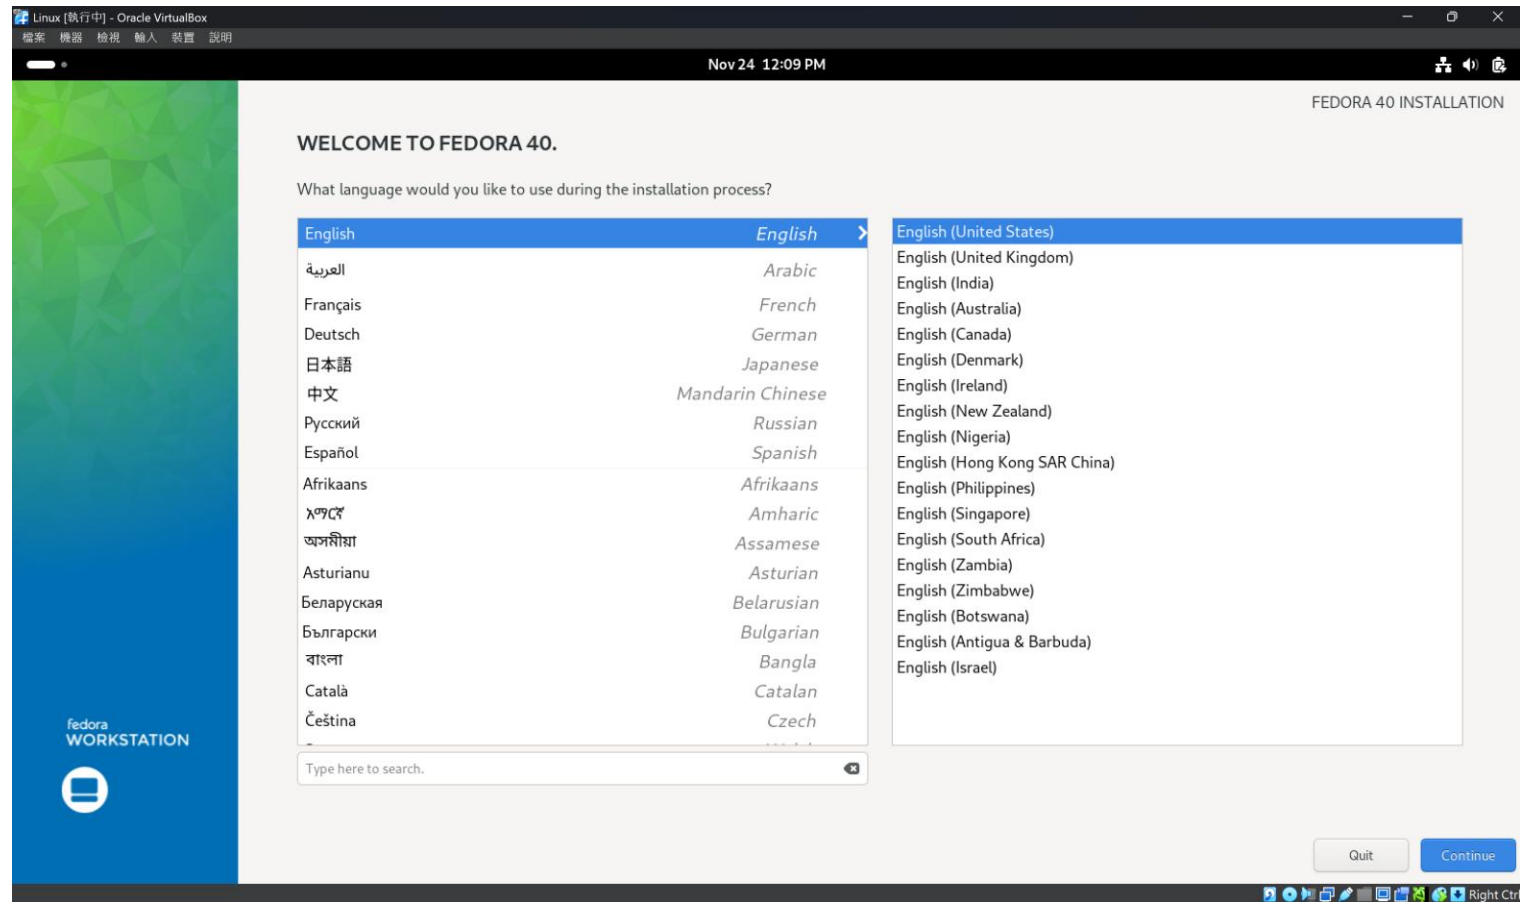 Linux [執行中] - Oracle VirtualBox
檔案 機器 檢視 輸入 裝置 說明
Nov 24 12:09 PM
FEDORA 40 INSTALLATION
WELCOME TO FEDORA 40.
What language would you like to use during the installation process?
English English
العربية Arabic
Français French
Deutsch German
日本語 Japanese
中文 Mandarin Chinese
Русский Russian
Español Spanish
Afrikaans Afrikaans
አማርኛ Amharic
অসমীয়া Assamese
Asturianu Asturian
Беларуская Belarusian
Български Bulgarian
বাংলা Bangla
Català Catalan
Čeština Czech
Type here to search.
English (United States)
English (United Kingdom)
English (India)
English (Australia)
English (Canada)
English (Denmark)
English (Ireland)
English (New Zealand)
English (Nigeria)
English (Hong Kong SAR China)
English (Philippines)
English (Singapore)
English (South Africa)
English (Zambia)
English (Zimbabwe)
English (Botswana)
English (Antigua & Barbuda)
English (Israel)
fedora
WORKSTATION
Quit Continue
Right Ctrl